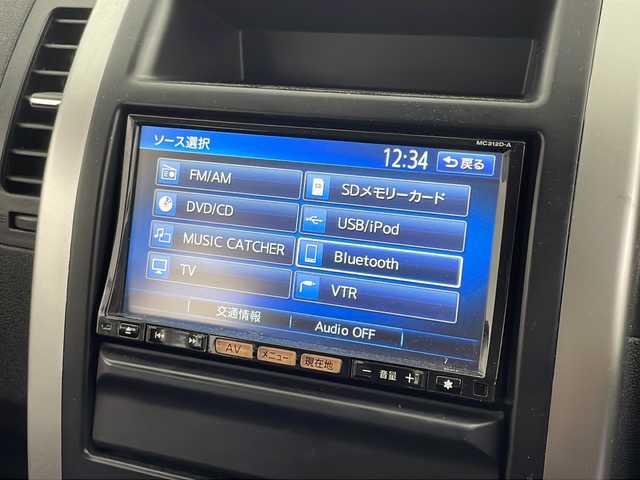 MC312D-A
ソース選択
12:34
戻る
FM/AM
SDメモリーカード
DVD/CD
USB/iPod
MUSIC CATCHER
Bluetooth
TV
VTR
交通情報
Audio OFF
AV
メニュー
現在地
− 音量 +